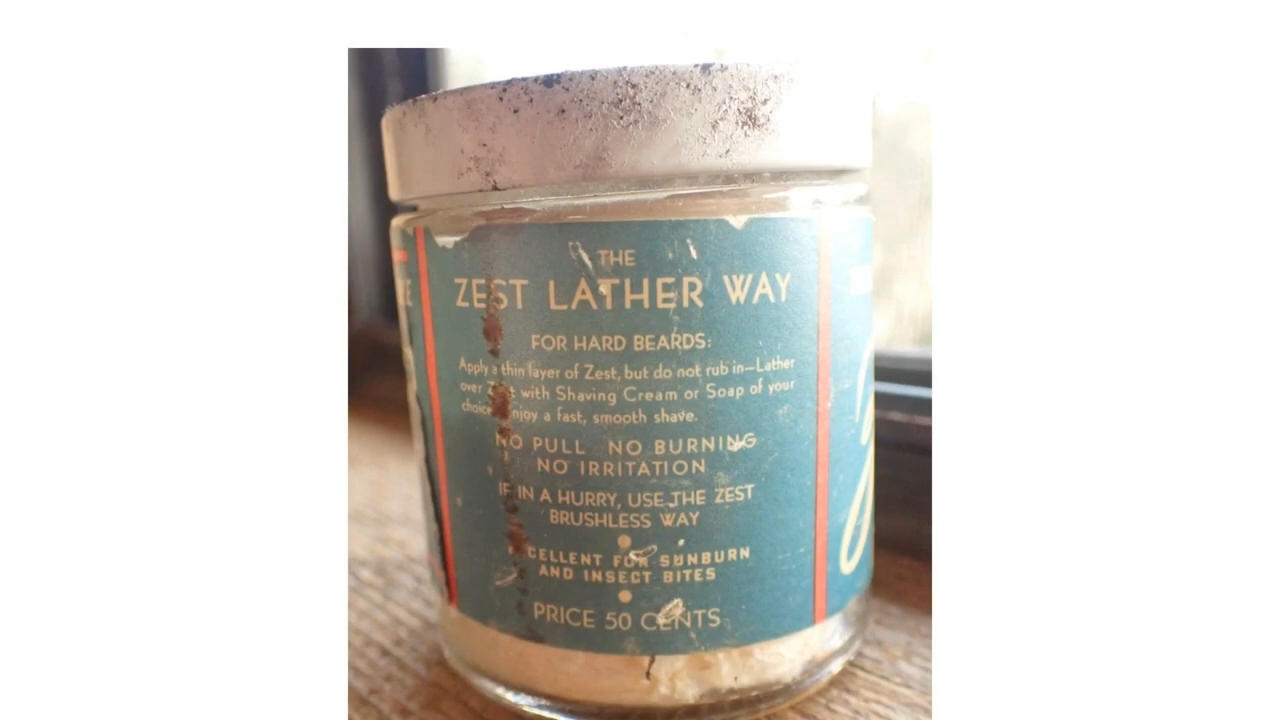 THE
ZEST LATHER WAY
FOR HARD BEARDS:
Apply a thin layer of Zest, but do not rub in—Lather
over Zest with Shaving Cream or Soap of your
choice. Enjoy a fast, smooth shave.
NO PULL NO BURNING
NO IRRITATION
IF IN A HURRY, USE THE ZEST
BRUSHLESS WAY
EXCELLENT FOR SUNBURN
AND INSECT BITES
PRICE 50 CENTS